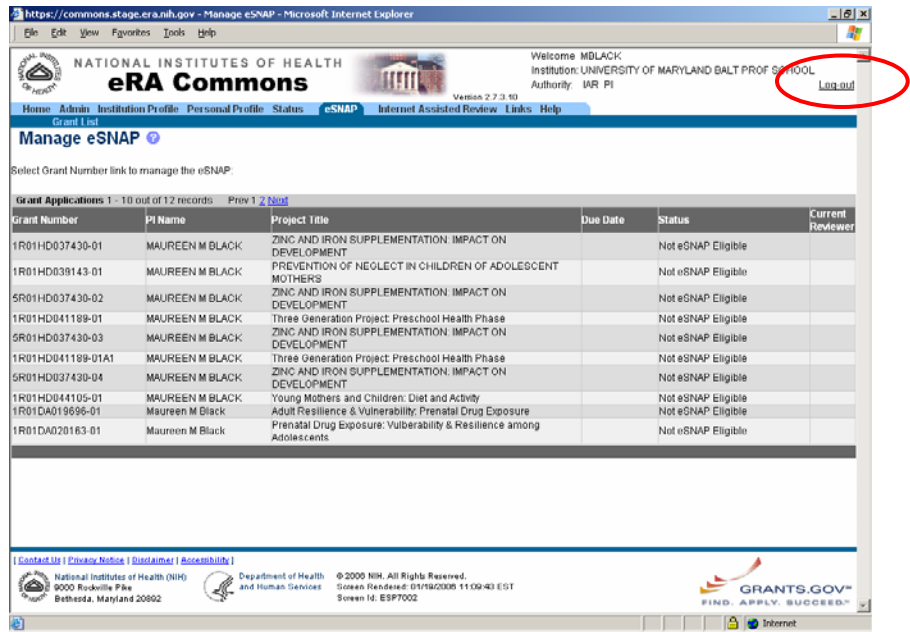 https://commons.stage.era.nih.gov - Manage eSNAP - Microsoft Internet Explorer
File Edit View Favorites Tools Help
NATIONAL INSTITUTES OF HEALTH
eRA Commons
Version 2.7.3.10
Welcome MBLACK
Institution: UNIVERSITY OF MARYLAND BALT PROF SCHOOL
Authority: IAR PI
Log-out
Home Admin Institution Profile Personal Profile Status eSNAP Internet Assisted Review Links Help
Grant List
Manage eSNAP ?
Select Grant Number link to manage the eSNAP:
Grant Applications 1 - 10 out of 12 records Prev 1 2 Next
Grant Number PI Name Project Title Due Date Status Current Reviewer
1R01HD037430-01 MAUREEN M BLACK ZINC AND IRON SUPPLEMENTATION: IMPACT ON DEVELOPMENT Not eSNAP Eligible
1R01HD039143-01 MAUREEN M BLACK PREVENTION OF NEGLECT IN CHILDREN OF ADOLESCENT MOTHERS Not eSNAP Eligible
5R01HD037430-02 MAUREEN M BLACK ZINC AND IRON SUPPLEMENTATION: IMPACT ON DEVELOPMENT Not eSNAP Eligible
1R01HD041189-01 MAUREEN M BLACK Three Generation Project: Preschool Health Phase Not eSNAP Eligible
5R01HD037430-03 MAUREEN M BLACK ZINC AND IRON SUPPLEMENTATION: IMPACT ON DEVELOPMENT Not eSNAP Eligible
1R01HD041189-01A1 MAUREEN M BLACK Three Generation Project: Preschool Health Phase Not eSNAP Eligible
5R01HD037430-04 MAUREEN M BLACK ZINC AND IRON SUPPLEMENTATION: IMPACT ON DEVELOPMENT Not eSNAP Eligible
1R01HD044105-01 MAUREEN M BLACK Young Mothers and Children: Diet and Activity Not eSNAP Eligible
1R01DA019696-01 Maureen M Black Adult Resilience & Vulnerability: Prenatal Drug Exposure Not eSNAP Eligible
1R01DA020163-01 Maureen M Black Prenatal Drug Exposure: Vulberability & Resilience among Adolescents Not eSNAP Eligible
[ Contact Us | Privacy Notice | Disclaimer | Accessibility ]
National Institutes of Health (NIH)
9000 Rockville Pike
Bethesda, Maryland 20892
Department of Health
and Human Services
© 2006 NIH. All Rights Reserved.
Screen Rendered: 01/19/2006 11:09:43 EST
Screen Id: ESP7002
GRANTS.GOV℠
FIND. APPLY. SUCCEED.℠
Internet